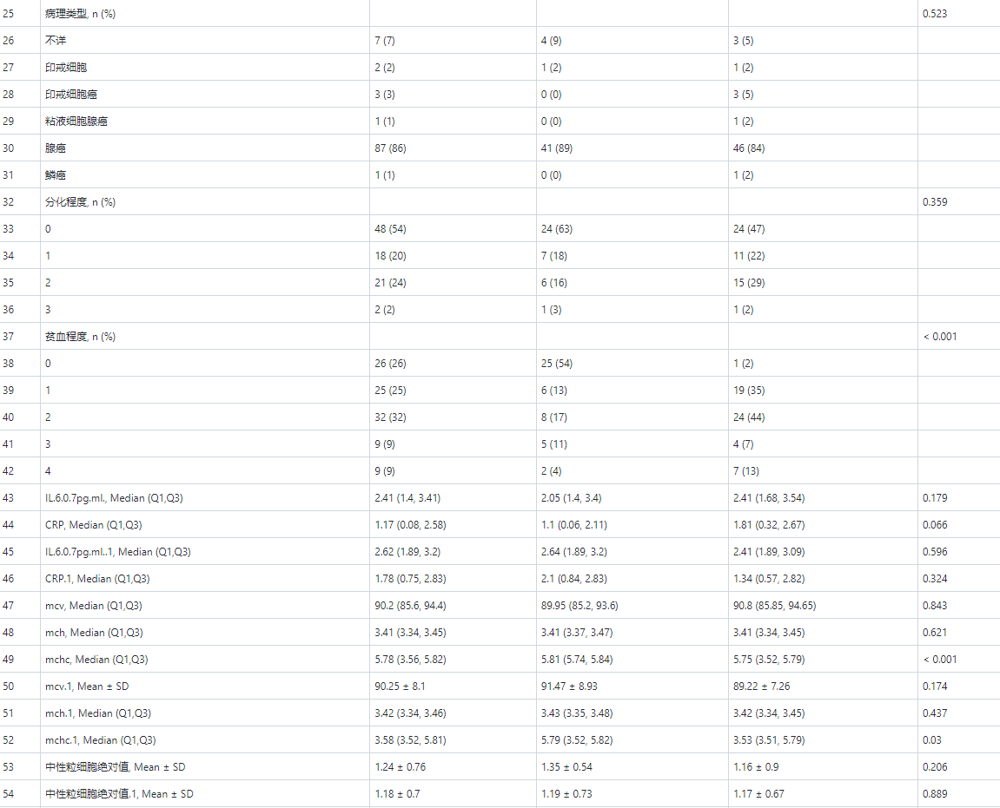 25 病理类型, n (%) 0.523
26 不详 7 (7) 4 (9) 3 (5)
27 印戒细胞 2 (2) 1 (2) 1 (2)
28 印戒细胞癌 3 (3) 0 (0) 3 (5)
29 粘液细胞腺癌 1 (1) 0 (0) 1 (2)
30 腺癌 87 (86) 41 (89) 46 (84)
31 鳞癌 1 (1) 0 (0) 1 (2)
32 分化程度, n (%) 0.359
33 0 48 (54) 24 (63) 24 (47)
34 1 18 (20) 7 (18) 11 (22)
35 2 21 (24) 6 (16) 15 (29)
36 3 2 (2) 1 (3) 1 (2)
37 贫血程度, n (%) < 0.001
38 0 26 (26) 25 (54) 1 (2)
39 1 25 (25) 6 (13) 19 (35)
40 2 32 (32) 8 (17) 24 (44)
41 3 9 (9) 5 (11) 4 (7)
42 4 9 (9) 2 (4) 7 (13)
43 IL.6.0.7pg.ml., Median (Q1,Q3) 2.41 (1.4, 3.41) 2.05 (1.4, 3.4) 2.41 (1.68, 3.54) 0.179
44 CRP, Median (Q1,Q3) 1.17 (0.08, 2.58) 1.1 (0.06, 2.11) 1.81 (0.32, 2.67) 0.066
45 IL.6.0.7pg.ml..1, Median (Q1,Q3) 2.62 (1.89, 3.2) 2.64 (1.89, 3.2) 2.41 (1.89, 3.09) 0.596
46 CRP.1, Median (Q1,Q3) 1.78 (0.75, 2.83) 2.1 (0.84, 2.83) 1.34 (0.57, 2.82) 0.324
47 mcv, Median (Q1,Q3) 90.2 (85.6, 94.4) 89.95 (85.2, 93.6) 90.8 (85.85, 94.65) 0.843
48 mch, Median (Q1,Q3) 3.41 (3.34, 3.45) 3.41 (3.37, 3.47) 3.41 (3.34, 3.45) 0.621
49 mchc, Median (Q1,Q3) 5.78 (3.56, 5.82) 5.81 (5.74, 5.84) 5.75 (3.52, 5.79) < 0.001
50 mcv.1, Mean ± SD 90.25 ± 8.1 91.47 ± 8.93 89.22 ± 7.26 0.174
51 mch.1, Median (Q1,Q3) 3.42 (3.34, 3.46) 3.43 (3.35, 3.48) 3.42 (3.34, 3.45) 0.437
52 mchc.1, Median (Q1,Q3) 3.58 (3.52, 5.81) 5.79 (3.52, 5.82) 3.53 (3.51, 5.79) 0.03
53 中性粒细胞绝对值, Mean ± SD 1.24 ± 0.76 1.35 ± 0.54 1.16 ± 0.9 0.206
54 中性粒细胞绝对值.1, Mean ± SD 1.18 ± 0.7 1.19 ± 0.73 1.17 ± 0.67 0.889